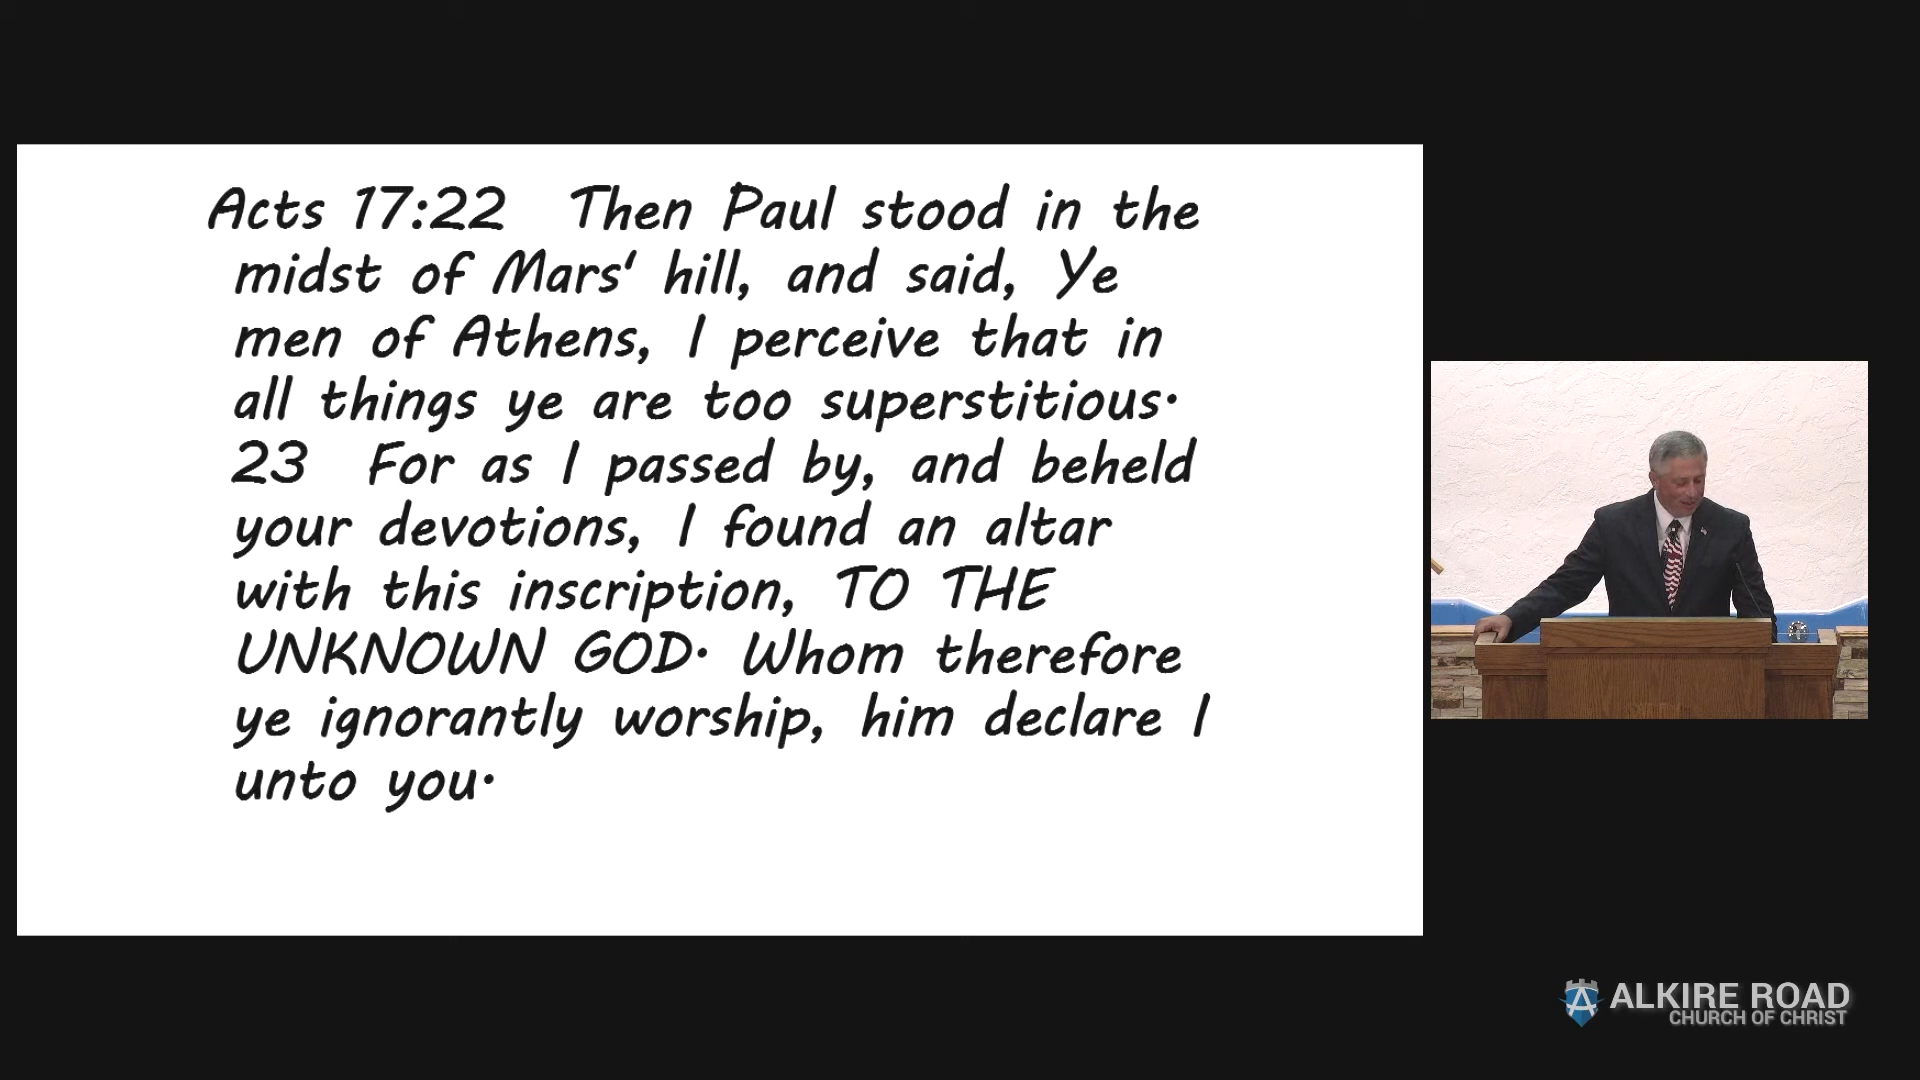 Acts 17:22  Then Paul stood in the
midst of Mars' hill, and said, Ye
men of Athens, I perceive that in
all things ye are too superstitious.
23  For as I passed by, and beheld
your devotions, I found an altar
with this inscription, TO THE
UNKNOWN GOD. Whom therefore
ye ignorantly worship, him declare I
unto you.
ALKIRE ROAD
CHURCH OF CHRIST